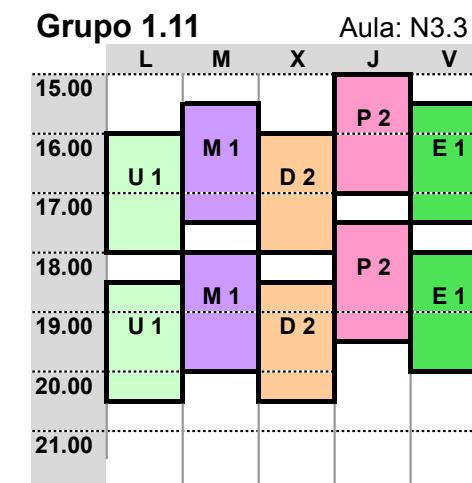 Grupo 1.11 Aula: N3.3
L M X J V
15.00
P 2
16.00 M 1 E 1
U 1 D 2
17.00
18.00 P 2
M 1 E 1
19.00 U 1 D 2
20.00
21.00